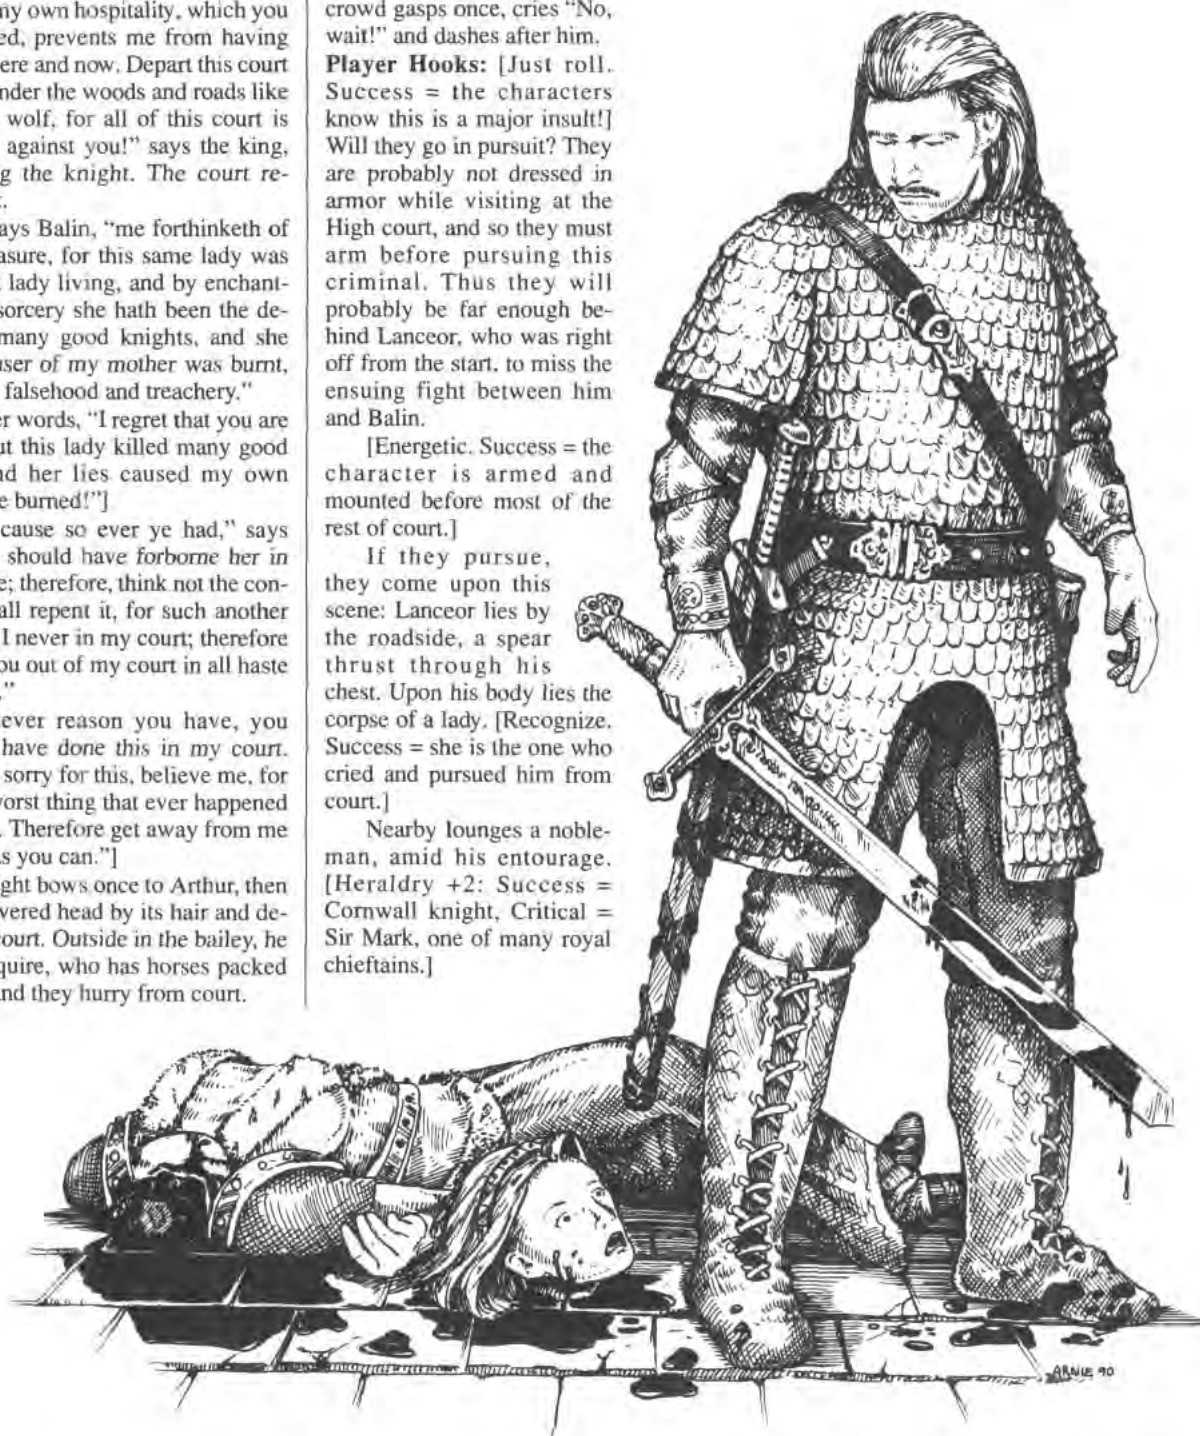 my own hospitality, which you
ed, prevents me from having
ere and now. Depart this court
nder the woods and roads like
wolf, for all of this court is
against you!" says the king,
g the knight. The court re-
.
ays Balin, "me forthinketh of
asure, for this same lady was
lady living, and by enchant-
sorcery she hath been the de-
many good knights, and she
user of my mother was burnt,
falsehood and treachery."
er words, "I regret that you are
ut this lady killed many good
nd her lies caused my own
e burned!"]
cause so ever ye had," says
should have forborne her in
e; therefore, think not the con-
all repent it, for such another
I never in my court; therefore
ou out of my court in all haste
."
ever reason you have, you
have done this in my court.
sorry for this, believe me, for
vorst thing that ever happened
. Therefore get away from me
s you can."]
ght bows once to Arthur, then
vered head by its hair and de-
ourt. Outside in the bailey, he
quire, who has horses packed
nd they hurry from court.
crowd gasps once, cries "No,
wait!" and dashes after him.
Player Hooks: [Just roll.
Success = the characters
know this is a major insult!]
Will they go in pursuit? They
are probably not dressed in
armor while visiting at the
High court, and so they must
arm before pursuing this
criminal. Thus they will
probably be far enough be-
hind Lanceor, who was right
off from the start, to miss the
ensuing fight between him
and Balin.
[Energetic. Success = the
character is armed and
mounted before most of the
rest of court.]
If they pursue,
they come upon this
scene: Lanceor lies by
the roadside, a spear
thrust through his
chest. Upon his body lies the
corpse of a lady. [Recognize.
Success = she is the one who
cried and pursued him from
court.]
Nearby lounges a noble-
man, amid his entourage.
[Heraldry +2: Success =
Cornwall knight, Critical =
Sir Mark, one of many royal
chieftains.]
ARNIE 90